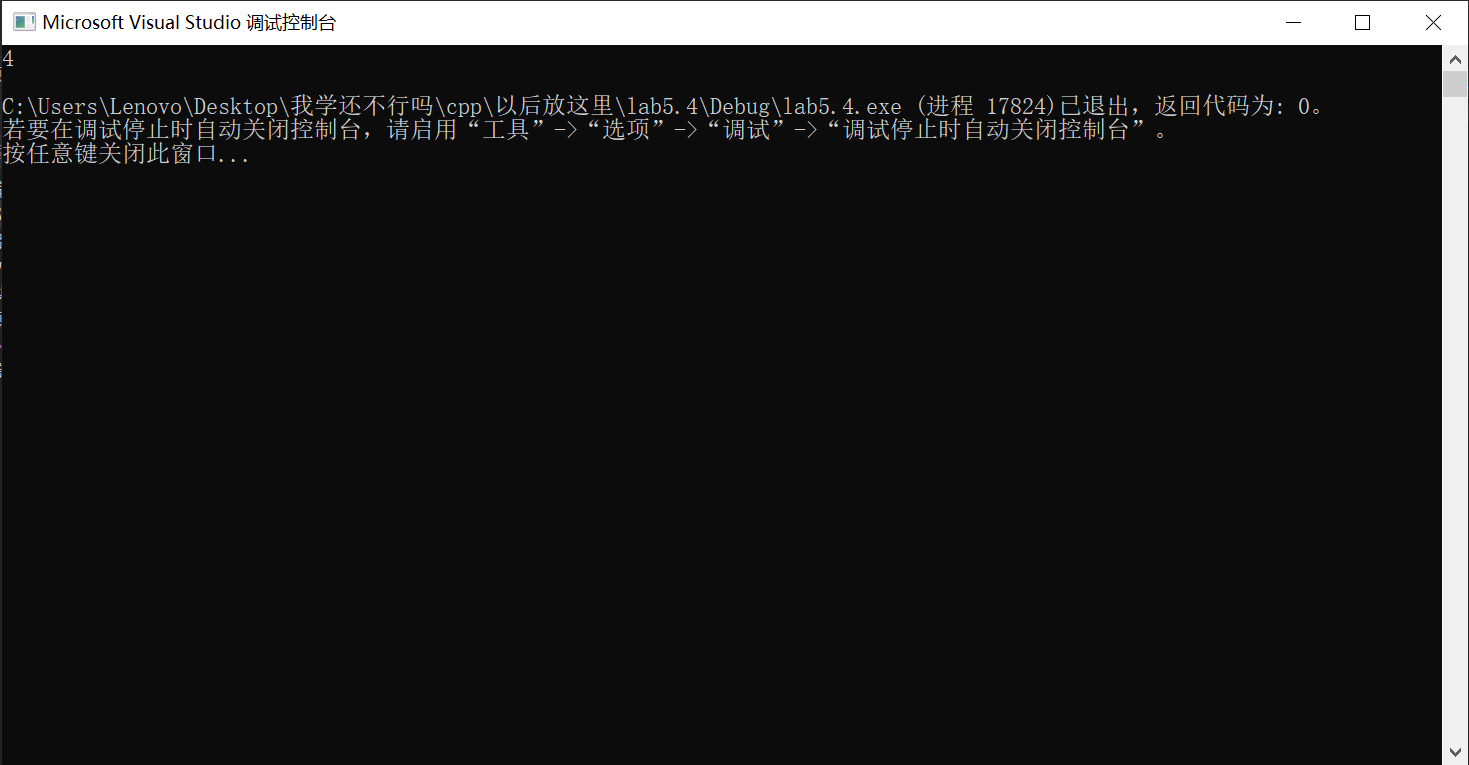 Microsoft Visual Studio 调试控制台
4
C:\Users\Lenovo\Desktop\我学还不行吗\cpp\以后放这里\lab5.4\Debug\lab5.4.exe (进程 17824)已退出，返回代码为: 0。
若要在调试停止时自动关闭控制台，请启用“工具”->“选项”->“调试”->“调试停止时自动关闭控制台”。
按任意键关闭此窗口...